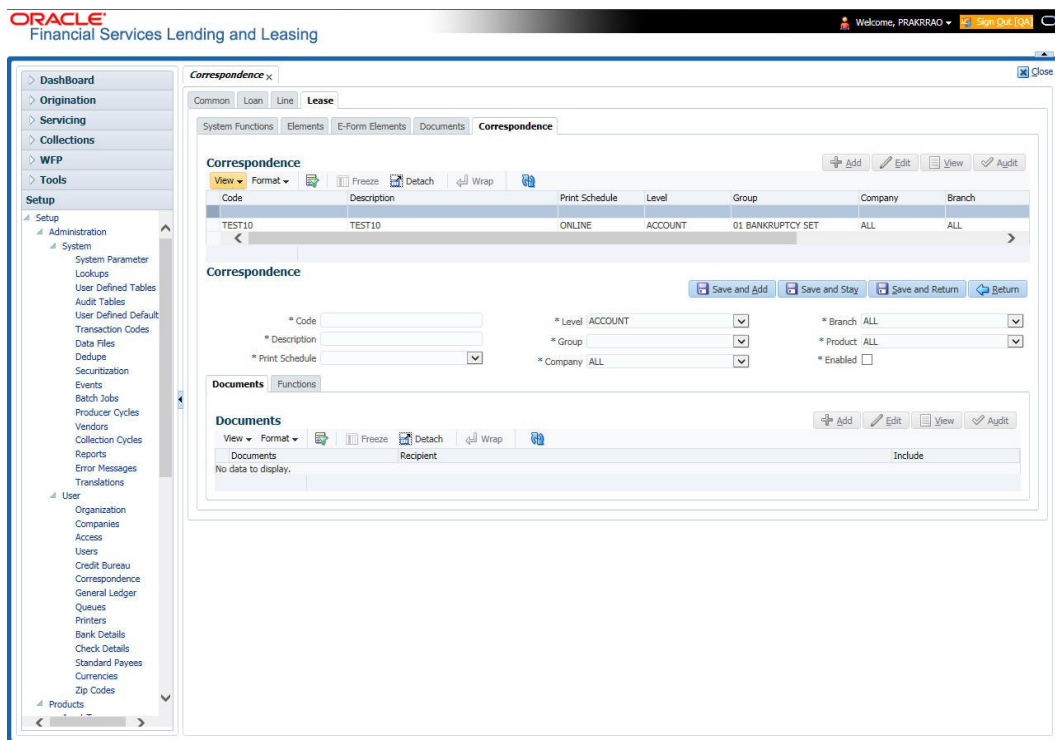 ORACLE'
Financial Services Lending and Leasing
Welcome, PRAKRRAO
Sign Out [QA]
DashBoard
Origination
Servicing
Collections
WFP
Tools
Setup
Setup
Administration
System
System Parameter
Lookups
User Defined Tables
Audit Tables
User Defined Default
Transaction Codes
Data Files
Dedupe
Securitization
Events
Batch Jobs
Producer Cycles
Vendors
Collection Cycles
Reports
Error Messages
Translations
User
Organization
Companies
Access
Users
Credit Bureau
Correspondence
General Ledger
Queues
Printers
Bank Details
Check Details
Standard Payees
Currencies
Zip Codes
Products
Correspondence x
Close
Common Loan Line Lease
System Functions Elements E-Form Elements Documents Correspondence
Correspondence
Add Edit View Audit
View Format Freeze Detach Wrap
Code Description Print Schedule Level Group Company Branch
TEST10 TEST10 ONLINE ACCOUNT 01 BANKRUPTCY SET ALL ALL
Correspondence
Save and Add Save and Stay Save and Return Return
* Code * Level ACCOUNT * Branch ALL
* Description * Group * Product ALL
* Print Schedule * Company ALL * Enabled
Documents Functions
Documents
Add Edit View Audit
View Format Freeze Detach Wrap
Documents Recipient Include
No data to display.